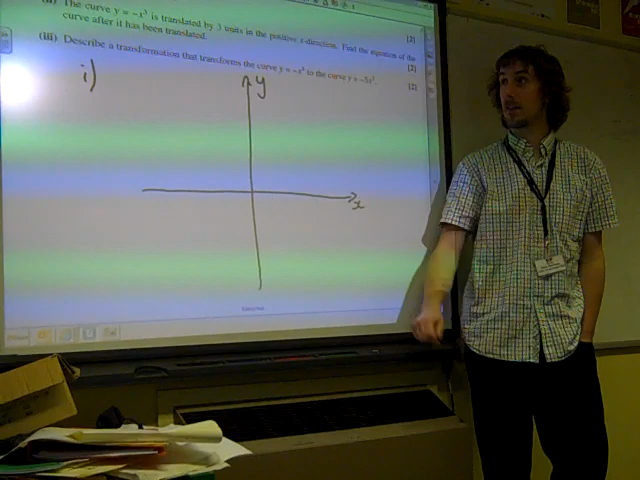 (ii) The curve y = −x³ is translated by 3 units in the positive x-direction. Find the equation of the
curve after it has been translated. [2]
(iii) Describe a transformation that transforms the curve y = −x³ to the curve y = −5x³. [2]
[2]
i)
y
x